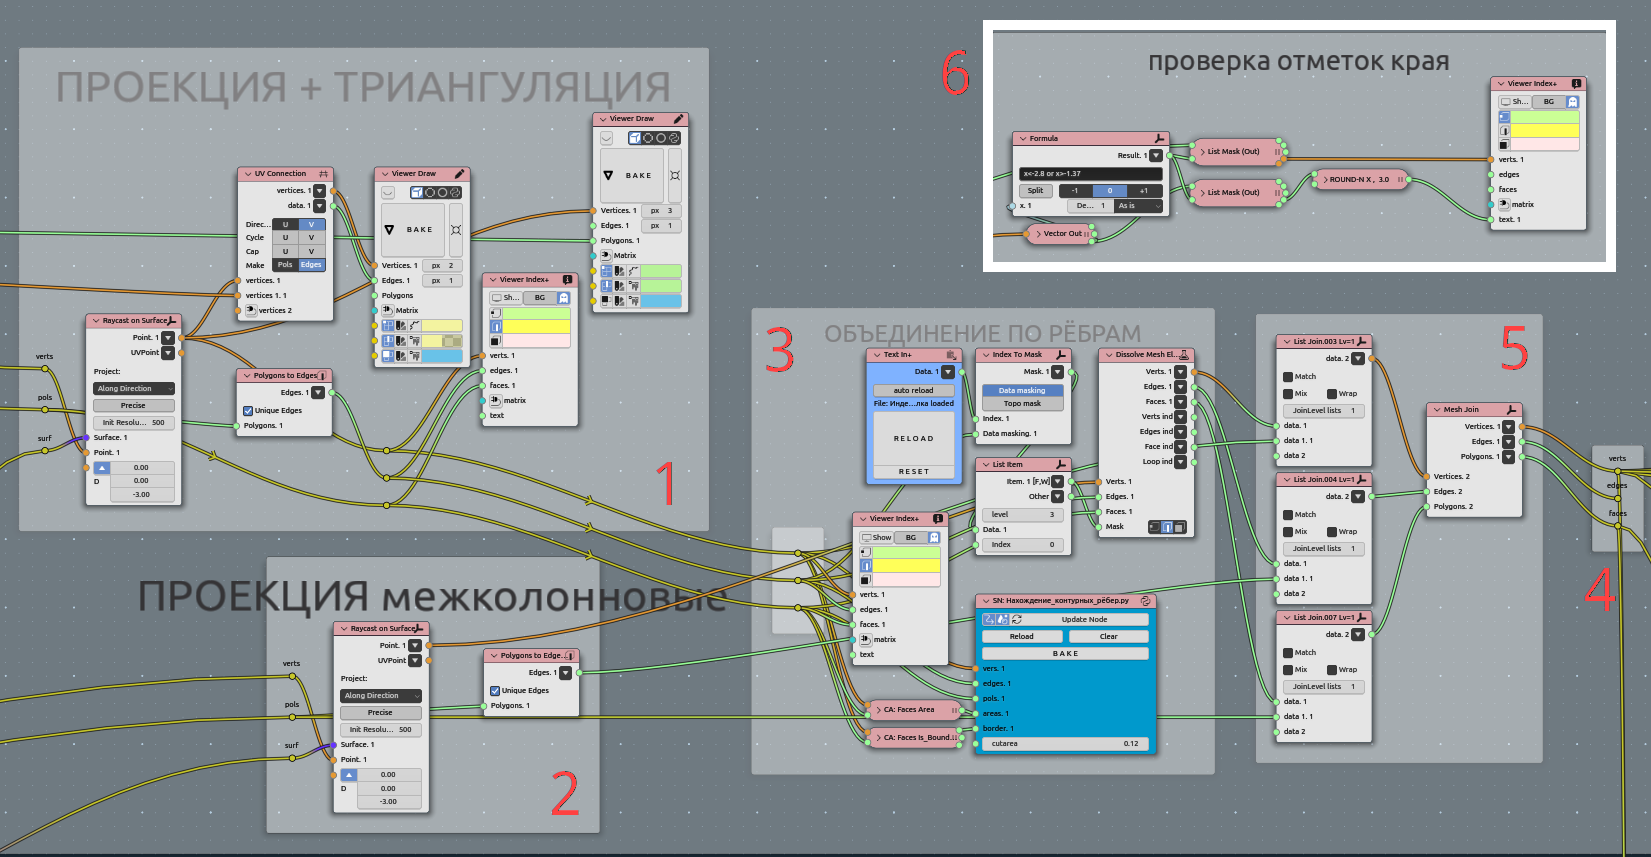 ПРОЕКЦИЯ + ТРИАНГУЛЯЦИЯ
Viewer Draw
BAKE
Vertices. 1
px 3
Edges. 1
px 1
Polygons. 1
Matrix
UV Connection
vertices. 1
data. 1
Direc...
U
V
Cycle
U
V
Cap
U
V
Make
Pols
Edges
vertices. 1
vertices 1. 1
vertices 2
Viewer Draw
BAKE
Vertices. 1
px 2
Edges. 1
px 1
Polygons
Matrix
Viewer Index+
Sh...
BG
verts. 1
edges. 1
faces. 1
matrix
text
verts
pols
surf
Raycast on Surface
Point. 1
UVPoint
Project:
Along Direction
Precise
Init Resolu... 500
Surface. 1
Point. 1
0.00
D
0.00
-3.00
Polygons to Edges
Edges. 1
Unique Edges
Polygons. 1
1
ПРОЕКЦИЯ межколонновые
verts
pols
surf
Raycast on Surface
Point. 1
UVPoint
Project:
Along Direction
Precise
Init Resolu... 500
Surface. 1
Point. 1
0.00
D
0.00
-3.00
Polygons to Edge...
Edges. 1
Unique Edges
Polygons. 1
2
3
ОБЪЕДИНЕНИЕ ПО РЁБРАМ
Text In+
Data. 1
auto reload
File: Инде...лка loaded
RELOAD
RESET
Index To Mask
Mask. 1
Data masking
Topo mask
Index. 1
Data masking. 1
List Item
Item. 1 [F,W]
Other
level 3
Data. 1
Index 0
Dissolve Mesh El...
Verts. 1
Edges. 1
Faces. 1
Verts ind
Edges ind
Face ind
Loop ind
Verts. 1
Edges. 1
Faces. 1
Mask
Viewer Index+
Show
BG
verts. 1
edges. 1
faces. 1
matrix
text
SN: Нахождение_контурных_рёбер.py
Update Node
Reload
Clear
BAKE
vers. 1
edges. 1
pols. 1
areas. 1
border. 1
cutarea 0.12
CA: Faces Area
CA: Faces Is_Bound..
5
List Join.003 Lv=1
data. 2
Match
Mix
Wrap
JoinLevel lists 1
data. 1
data 1. 1
data 2
List Join.004 Lv=1
data. 2
Match
Mix
Wrap
JoinLevel lists 1
data. 1
data 1. 1
data 2
List Join.007 Lv=1
data. 2
Match
Mix
Wrap
JoinLevel lists 1
data. 1
data 1. 1
data 2
Mesh Join
Vertices. 1
Edges. 1
Polygons. 1
Vertices. 2
Edges. 2
Polygons. 2
4
verts
edges
faces
6
проверка отметок края
Formula
Result. 1
x<-2.8 or x>-1.37
Split
-1
0
+1
x. 1
De... 1
As is
Vector Out
List Mask (Out)
List Mask (Out)
ROUND-N X , 3.0
Viewer Index+
Sh...
BG
verts. 1
edges
faces
matrix
text. 1